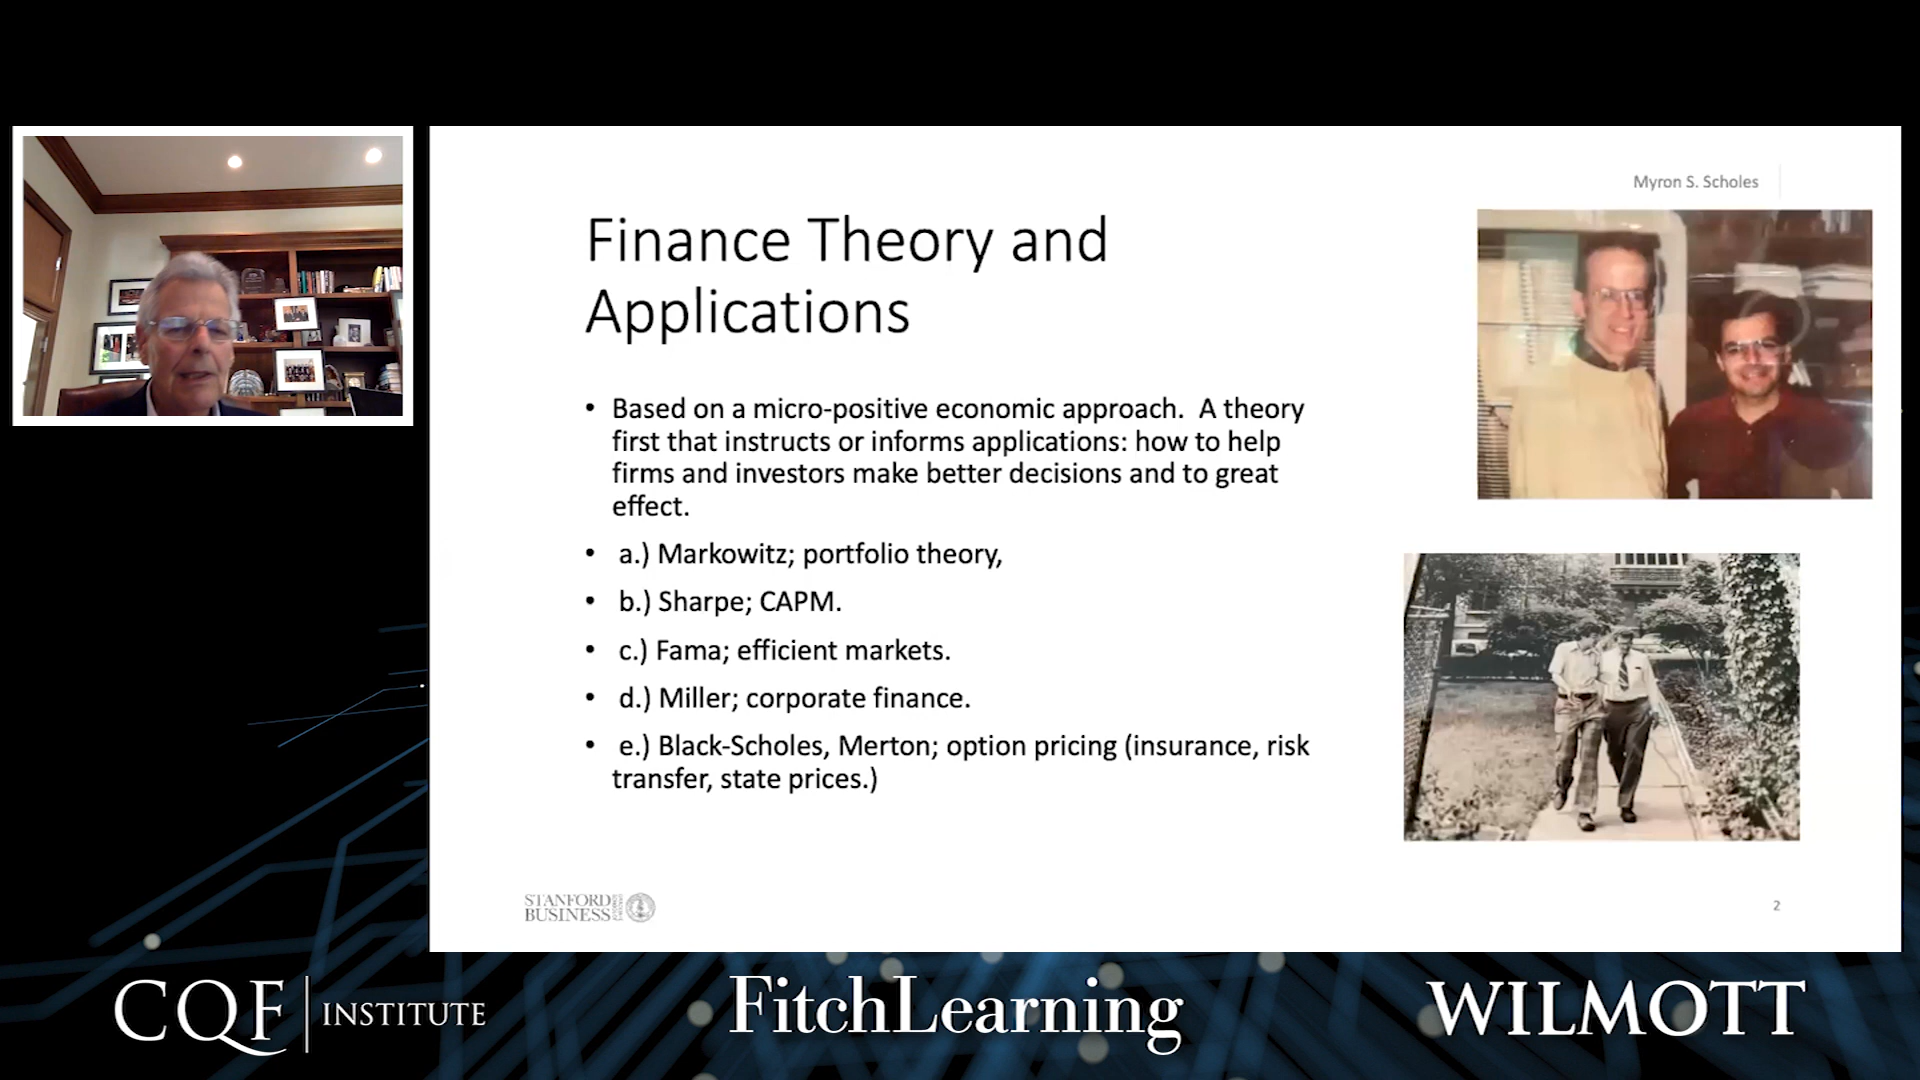 Myron S. Scholes
Finance Theory and
Applications
• Based on a micro-positive economic approach.  A theory
first that instructs or informs applications: how to help
firms and investors make better decisions and to great
effect.
• a.) Markowitz; portfolio theory,
• b.) Sharpe; CAPM.
• c.) Fama; efficient markets.
• d.) Miller; corporate finance.
• e.) Black-Scholes, Merton; option pricing (insurance, risk
transfer, state prices.)
STANFORD
BUSINESS
2
CQF INSTITUTE
FitchLearning
WILMOTT